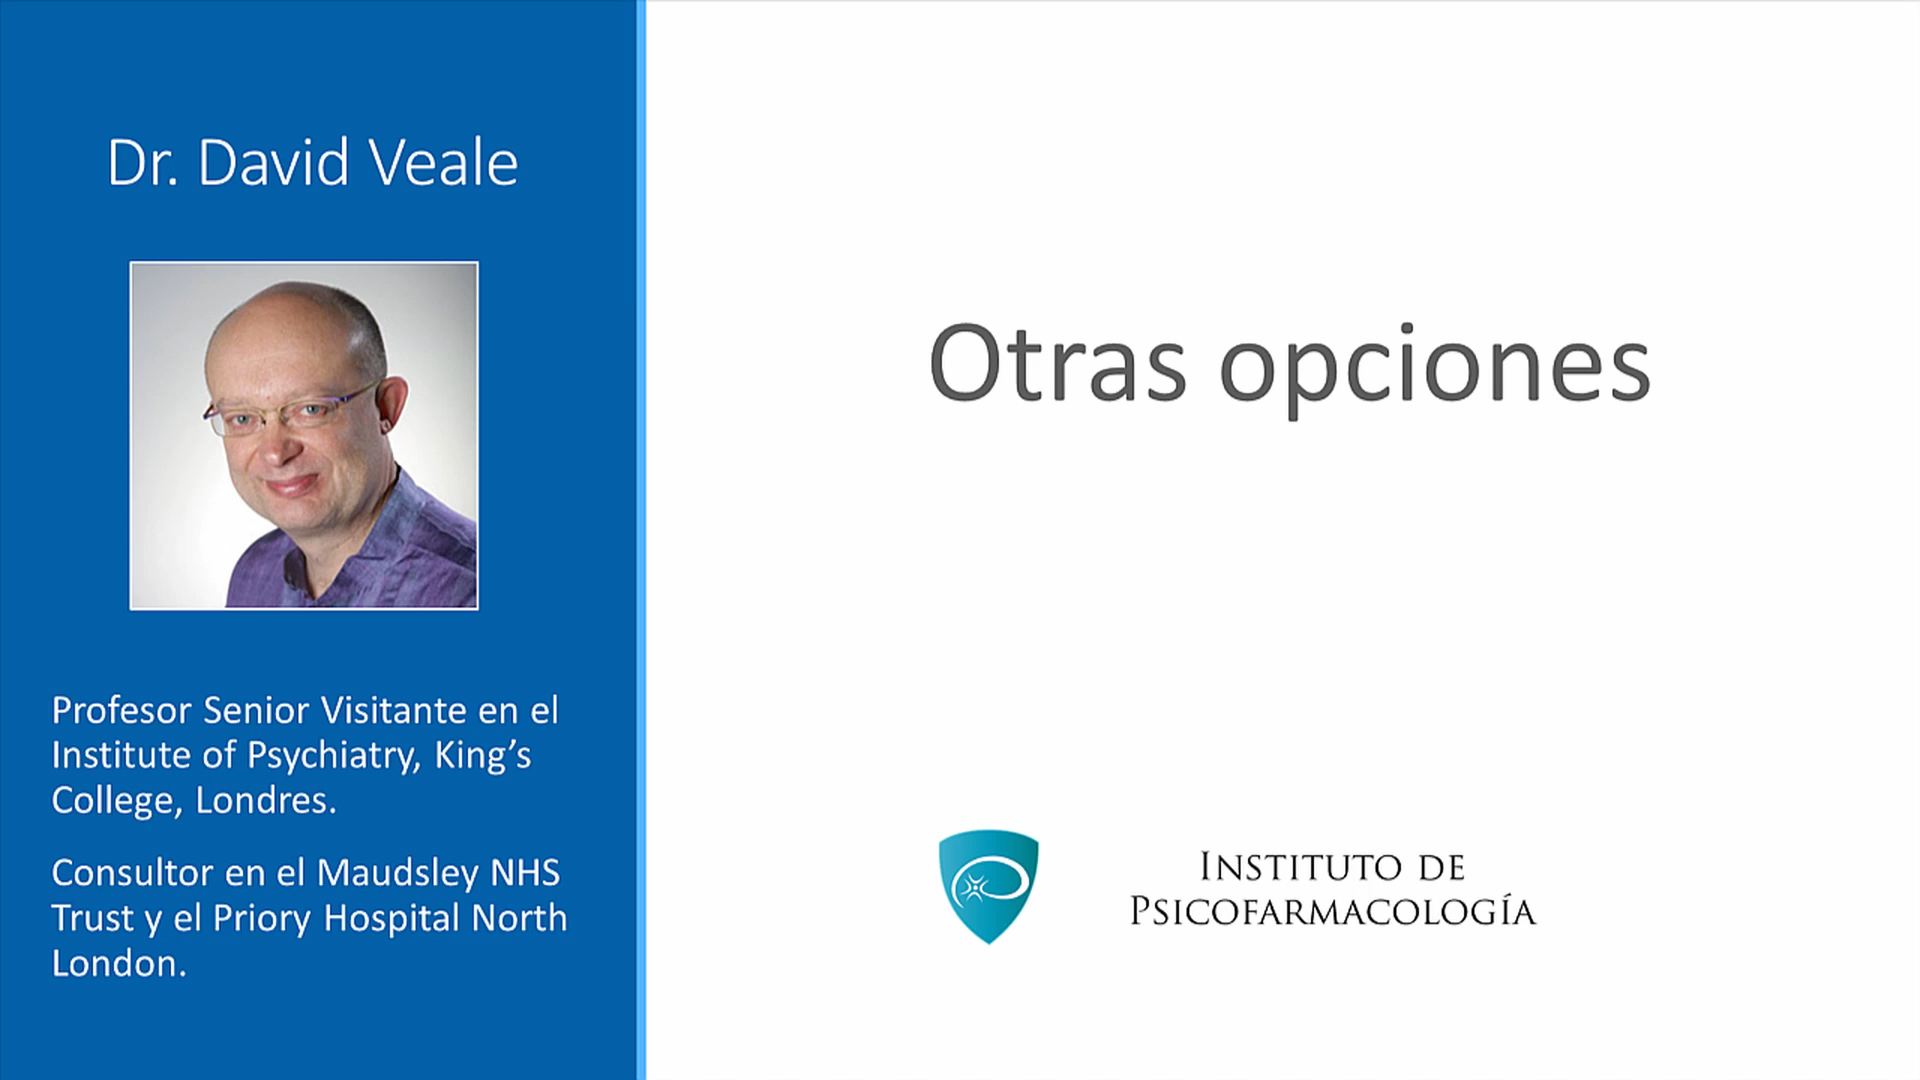 Dr. David Veale
Profesor Senior Visitante en el
Institute of Psychiatry, King’s
College, Londres.
Consultor en el Maudsley NHS
Trust y el Priory Hospital North
London.
Otras opciones
INSTITUTO DE
PSICOFARMACOLOGÍA